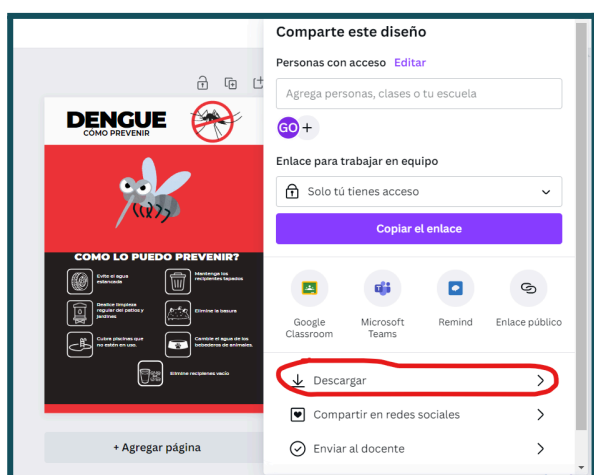 Comparte este diseño
Personas con acceso Editar
Agrega personas, clases o tu escuela
GO +
Enlace para trabajar en equipo
Solo tú tienes acceso
Copiar el enlace
Google
Classroom
Microsoft
Teams
Remind
Enlace público
Descargar
Compartir en redes sociales
Enviar al docente
DENGUE
COMO PREVENIR
COMO LO PUEDO PREVENIR?
Evite el agua
estancada
Mantenga los
recipientes tapados
Realice limpieza
regular del patios y
jardines
Elimine la basura
Cubra piscinas que
no estén en uso.
Cambie el agua de los
bebederos de animales.
Elimine recipienes vacío
+ Agregar página